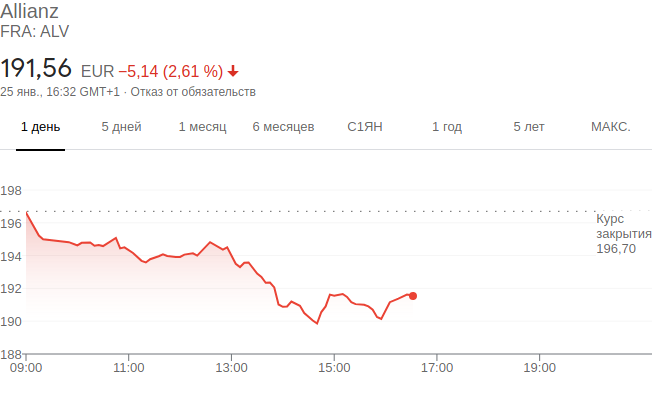 Allianz
FRA: ALV
191,56 EUR −5,14 (2,61 %)
25 янв., 16:32 GMT+1 · Отказ от обязательств
1 день 5 дней 1 месяц 6 месяцев С1ЯН 1 год 5 лет МАКС.
198
196
194
192
190
188
Курс
закрытия
196,70
09:00 11:00 13:00 15:00 17:00 19:00